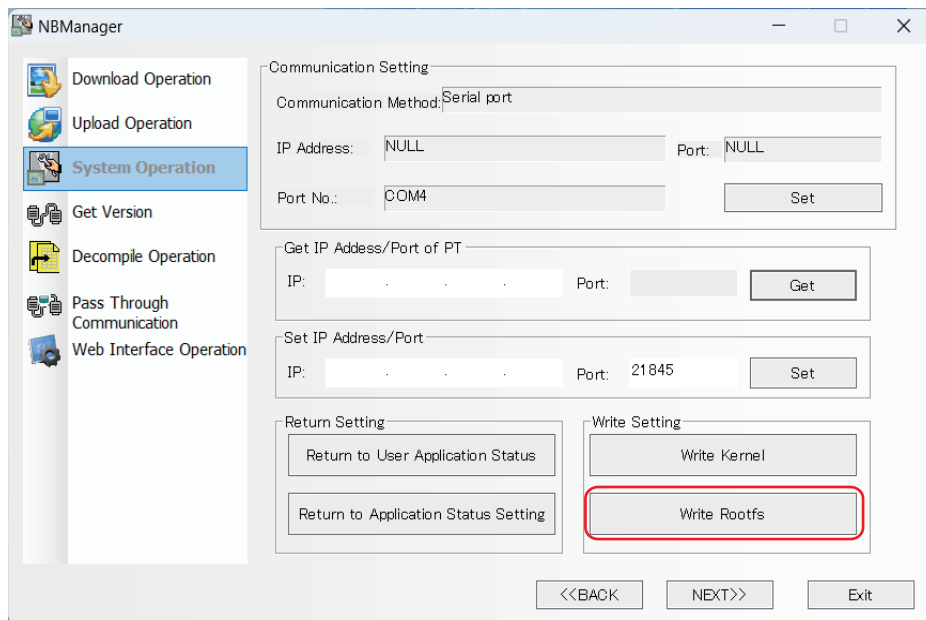 NBManager
Download Operation
Upload Operation
System Operation
Get Version
Decompile Operation
Pass Through
Communication
Web Interface Operation
Communication Setting
Communication Method: Serial port
IP Address: NULL Port: NULL
Port No.: COM4 Set
Get IP Addess/Port of PT
IP: . . . Port: Get
Set IP Address/Port
IP: . . . Port: 21845 Set
Return Setting
Return to User Application Status
Return to Application Status Setting
Write Setting
Write Kernel
Write Rootfs
<<BACK NEXT>> Exit